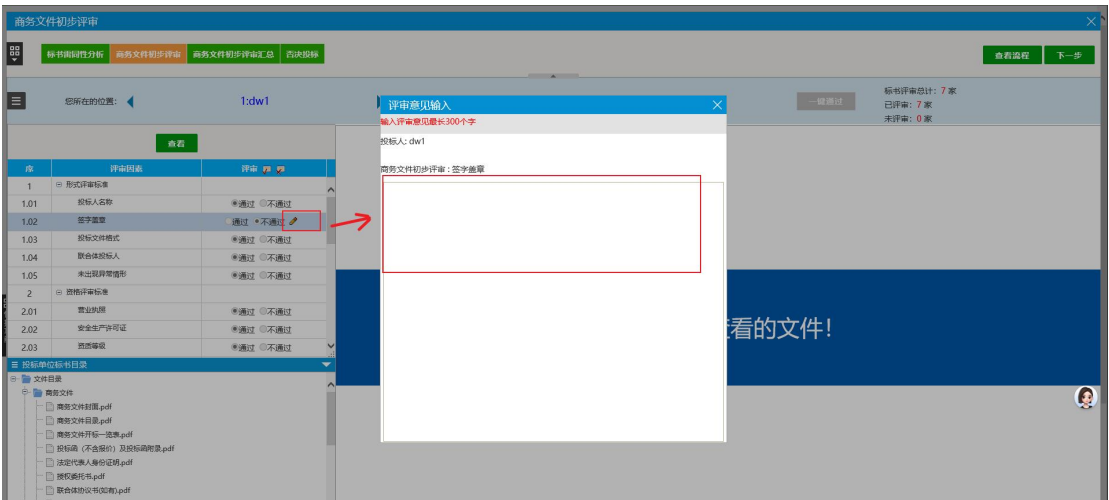 商务文件初步评审
标书雷同性分析 商务文件初步评审 商务文件初步评审汇总 否决投标 查看流程 下一步
您所在的位置: 1:dw1
一键通过
标书评审总计: 7 家
已评审: 7 家
未评审: 0 家
查看
序 评审因素 评审
1 形式评审标准
1.01 投标人名称 通过 不通过
1.02 签字盖章 通过 不通过
1.03 投标文件格式 通过 不通过
1.04 联合体投标人 通过 不通过
1.05 未出现异常情形 通过 不通过
2 资格评审标准
2.01 营业执照 通过 不通过
2.02 安全生产许可证 通过 不通过
2.03 资质等级 通过 不通过
投标单位标书目录
文件目录
商务文件
商务文件封面.pdf
商务文件目录.pdf
商务文件开标一览表.pdf
投标函（不含报价）及投标函附录.pdf
法定代表人身份证明.pdf
授权委托书.pdf
联合体协议书(如有).pdf
评审意见输入
输入评审意见最长300个字
投标人: dw1
商务文件初步评审 : 签字盖章
看的文件!